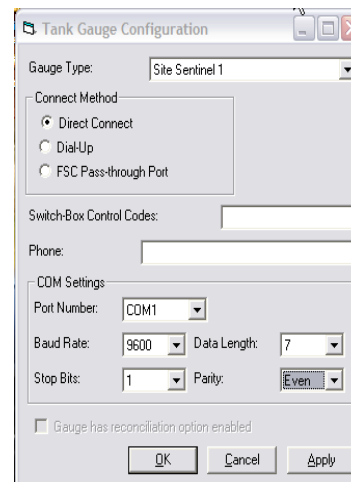 Tank Gauge Configuration
Gauge Type: Site Sentinel 1
Connect Method
Direct Connect
Dial-Up
FSC Pass-through Port
Switch-Box Control Codes:
Phone:
COM Settings
Port Number: COM1
Baud Rate: 9600 Data Length: 7
Stop Bits: 1 Parity: Even
Gauge has reconciliation option enabled
OK Cancel Apply